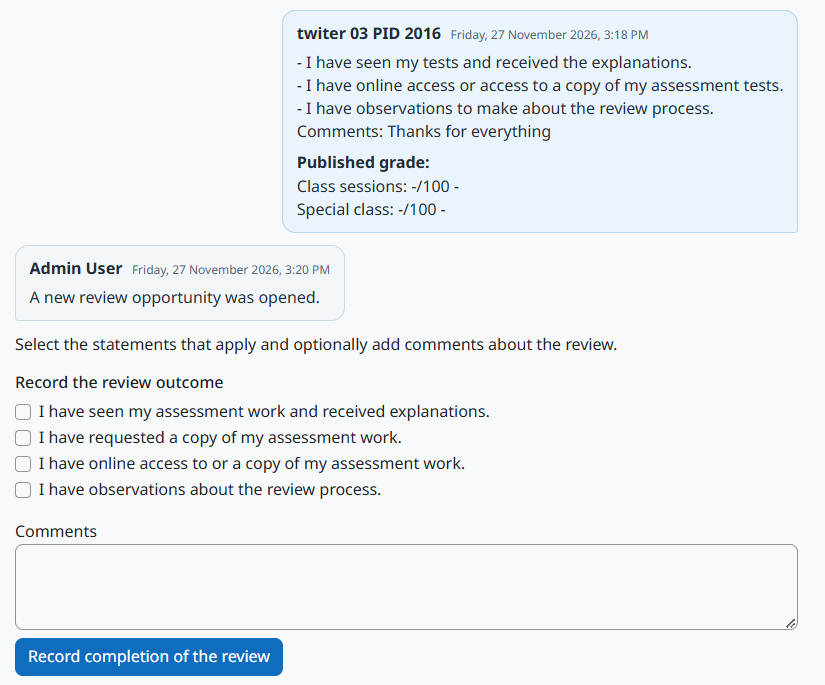 twiter 03 PID 2016 Friday, 27 November 2026, 3:18 PM
- I have seen my tests and received the explanations.
- I have online access or access to a copy of my assessment tests.
- I have observations to make about the review process.
Comments: Thanks for everything
Published grade:
Class sessions: -/100 -
Special class: -/100 -
Admin User Friday, 27 November 2026, 3:20 PM
A new review opportunity was opened.
Select the statements that apply and optionally add comments about the review.
Record the review outcome
I have seen my assessment work and received explanations.
I have requested a copy of my assessment work.
I have online access to or a copy of my assessment work.
I have observations about the review process.
Comments
Record completion of the review